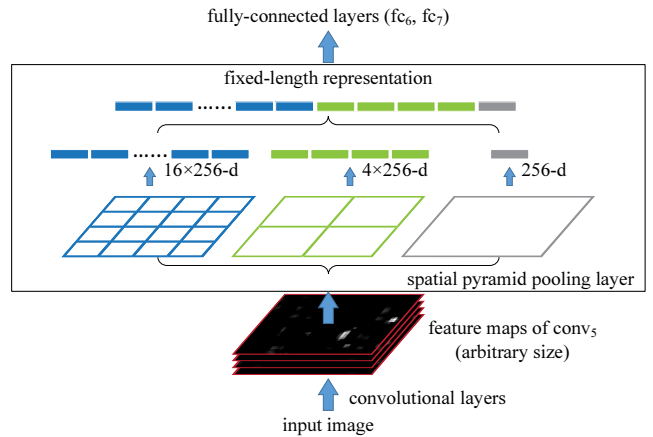 fully-connected layers (fc6, fc7)
fixed-length representation
......
......
16×256-d
4×256-d
256-d
spatial pyramid pooling layer
feature maps of conv5
(arbitrary size)
convolutional layers
input image